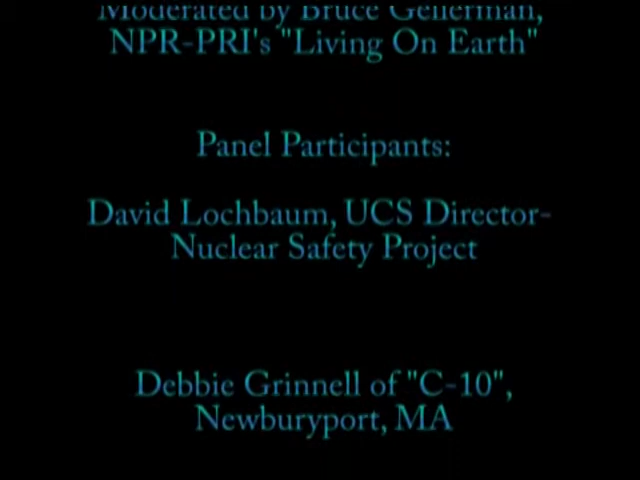 Moderated by Bruce Gellerman,
NPR-PRI's "Living On Earth"
Panel Participants:
David Lochbaum, UCS Director-
Nuclear Safety Project
Debbie Grinnell of "C-10",
Newburyport, MA